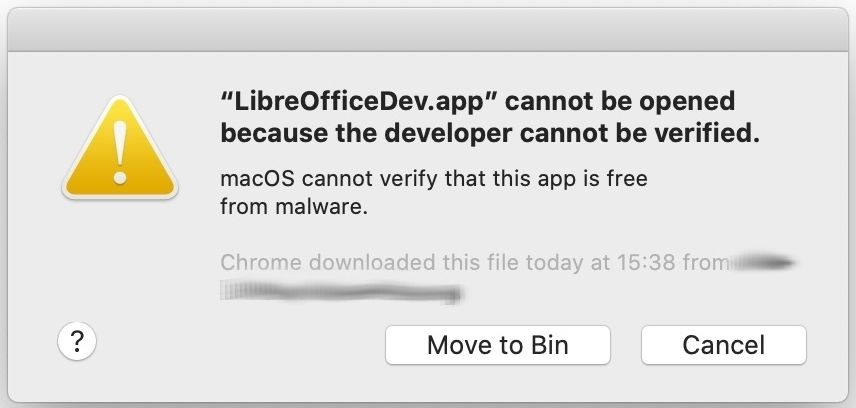 “LibreOfficeDev.app” cannot be opened
because the developer cannot be verified.
macOS cannot verify that this app is free
from malware.
Chrome downloaded this file today at 15:38 from
?
Move to Bin
Cancel